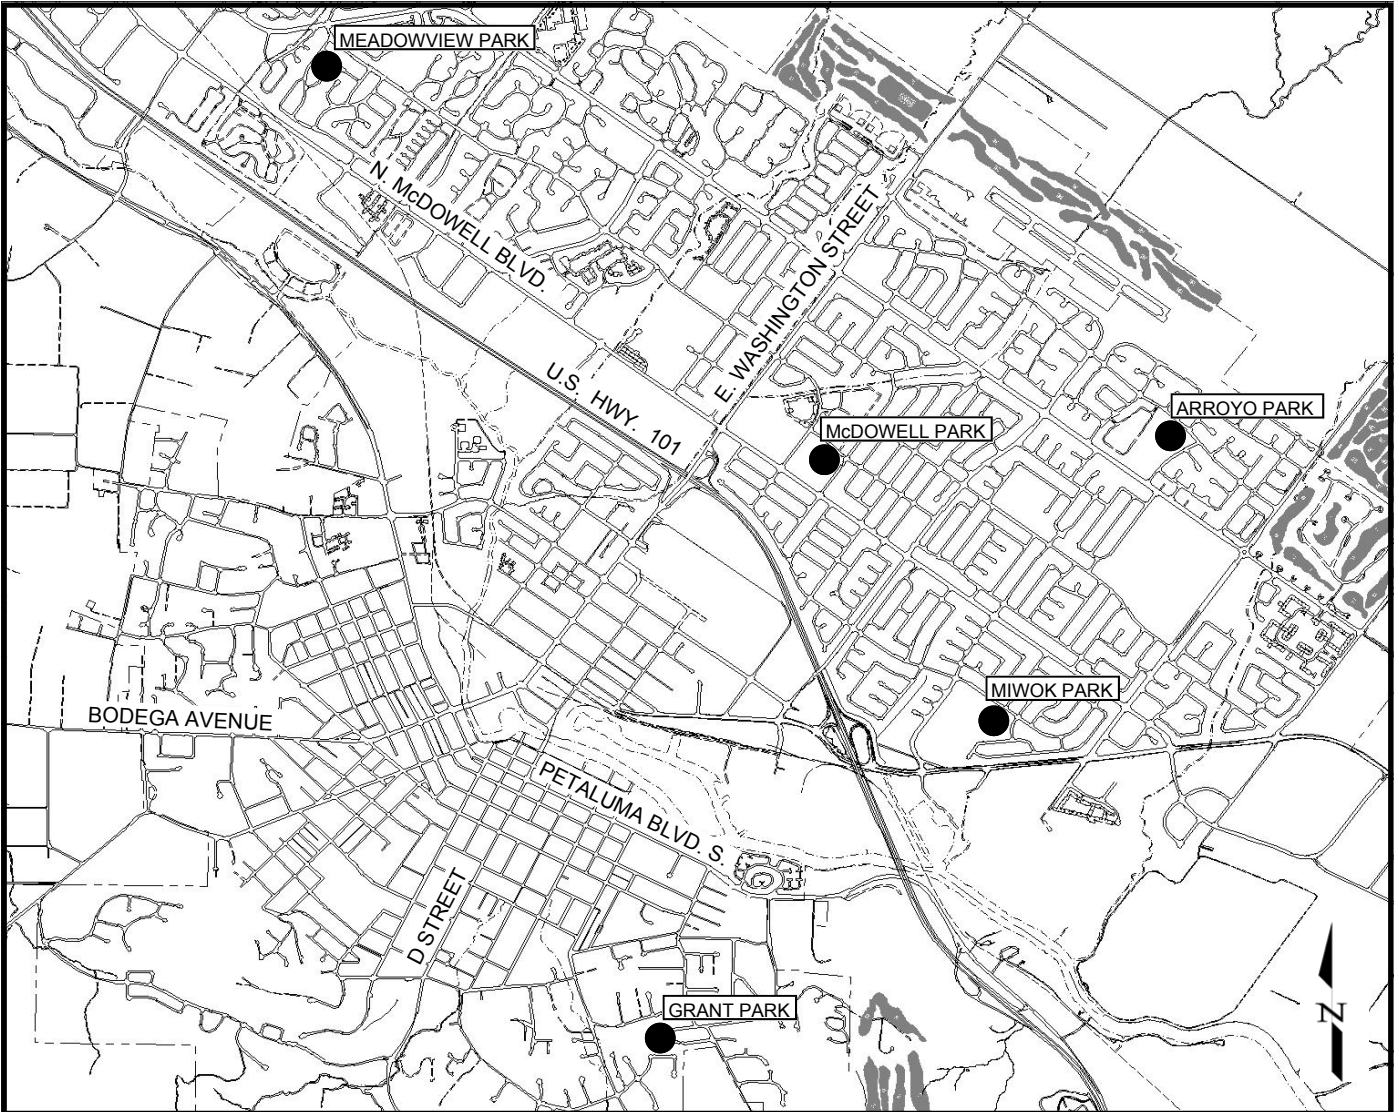 MEADOWVIEW PARK
N. McDOWELL BLVD.
E. WASHINGTON STREET
U.S. HWY. 101
ARROYO PARK
McDOWELL PARK
MIWOK PARK
BODEGA AVENUE
PETALUMA BLVD. S.
D STREET
GRANT PARK
N